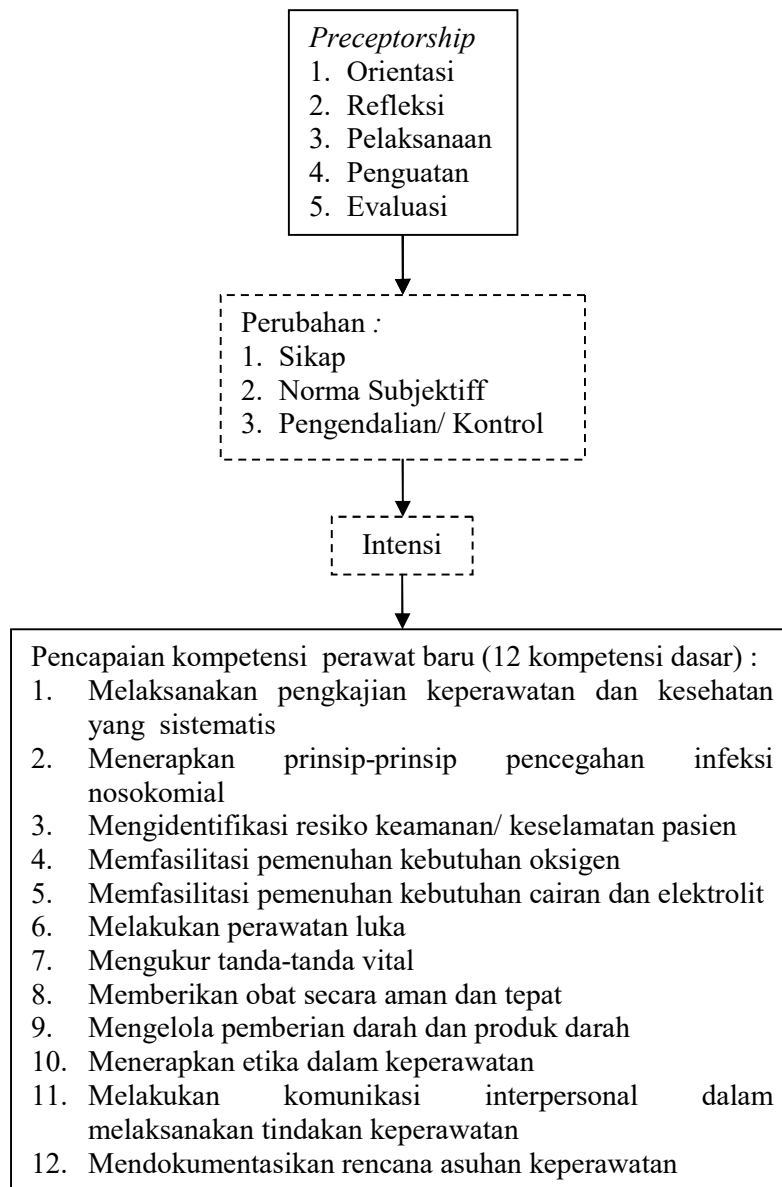 Preceptorship
1. Orientasi
2. Refleksi
3. Pelaksanaan
4. Penguatan
5. Evaluasi
Perubahan :
1. Sikap
2. Norma Subjektiff
3. Pengendalian/ Kontrol
Intensi
Pencapaian kompetensi perawat baru (12 kompetensi dasar) :
1. Melaksanakan pengkajian keperawatan dan kesehatan
yang sistematis
2. Menerapkan prinsip-prinsip pencegahan infeksi
nosokomial
3. Mengidentifikasi resiko keamanan/ keselamatan pasien
4. Memfasilitasi pemenuhan kebutuhan oksigen
5. Memfasilitasi pemenuhan kebutuhan cairan dan elektrolit
6. Melakukan perawatan luka
7. Mengukur tanda-tanda vital
8. Memberikan obat secara aman dan tepat
9. Mengelola pemberian darah dan produk darah
10. Menerapkan etika dalam keperawatan
11. Melakukan komunikasi interpersonal dalam
melaksanakan tindakan keperawatan
12. Mendokumentasikan rencana asuhan keperawatan